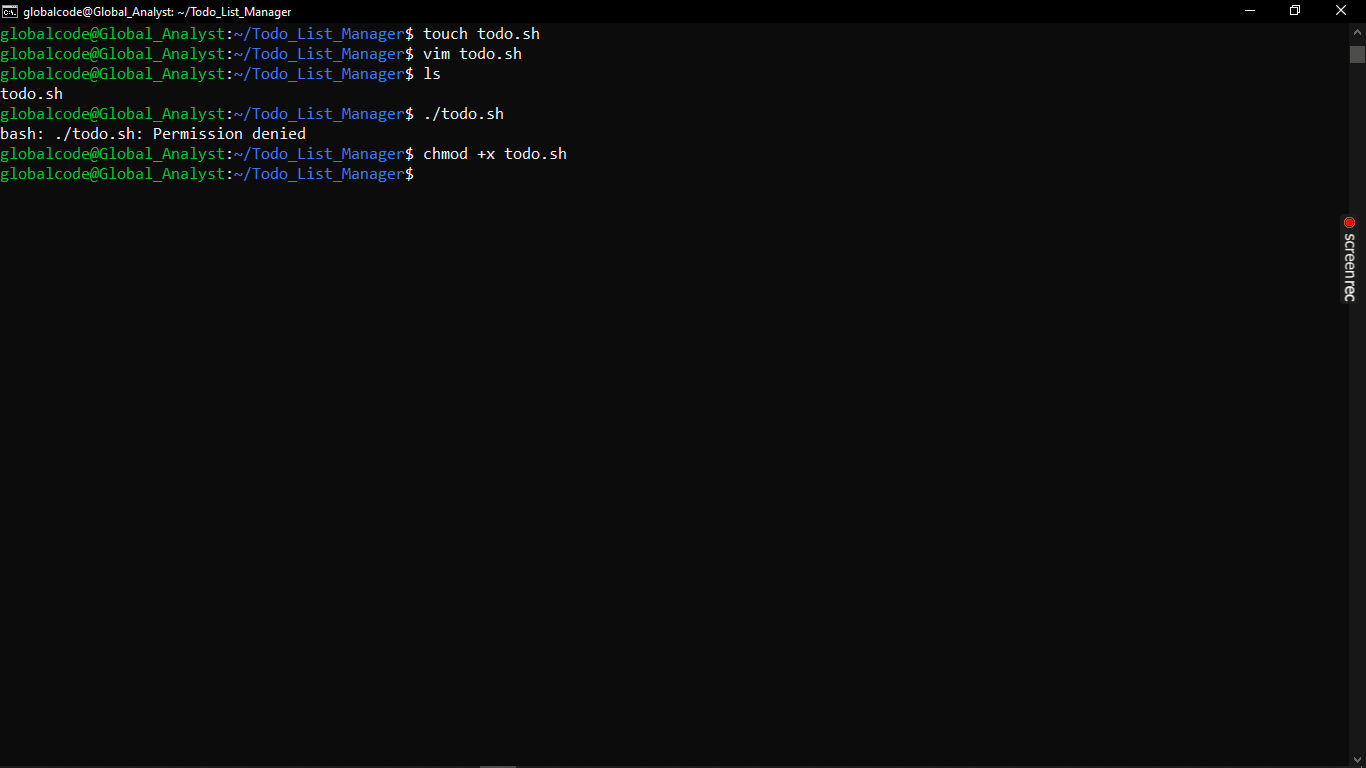 globalcode@Global_Analyst: ~/Todo_List_Manager
globalcode@Global_Analyst:~/Todo_List_Manager$ touch todo.sh
globalcode@Global_Analyst:~/Todo_List_Manager$ vim todo.sh
globalcode@Global_Analyst:~/Todo_List_Manager$ ls
todo.sh
globalcode@Global_Analyst:~/Todo_List_Manager$ ./todo.sh
bash: ./todo.sh: Permission denied
globalcode@Global_Analyst:~/Todo_List_Manager$ chmod +x todo.sh
globalcode@Global_Analyst:~/Todo_List_Manager$
screenrec